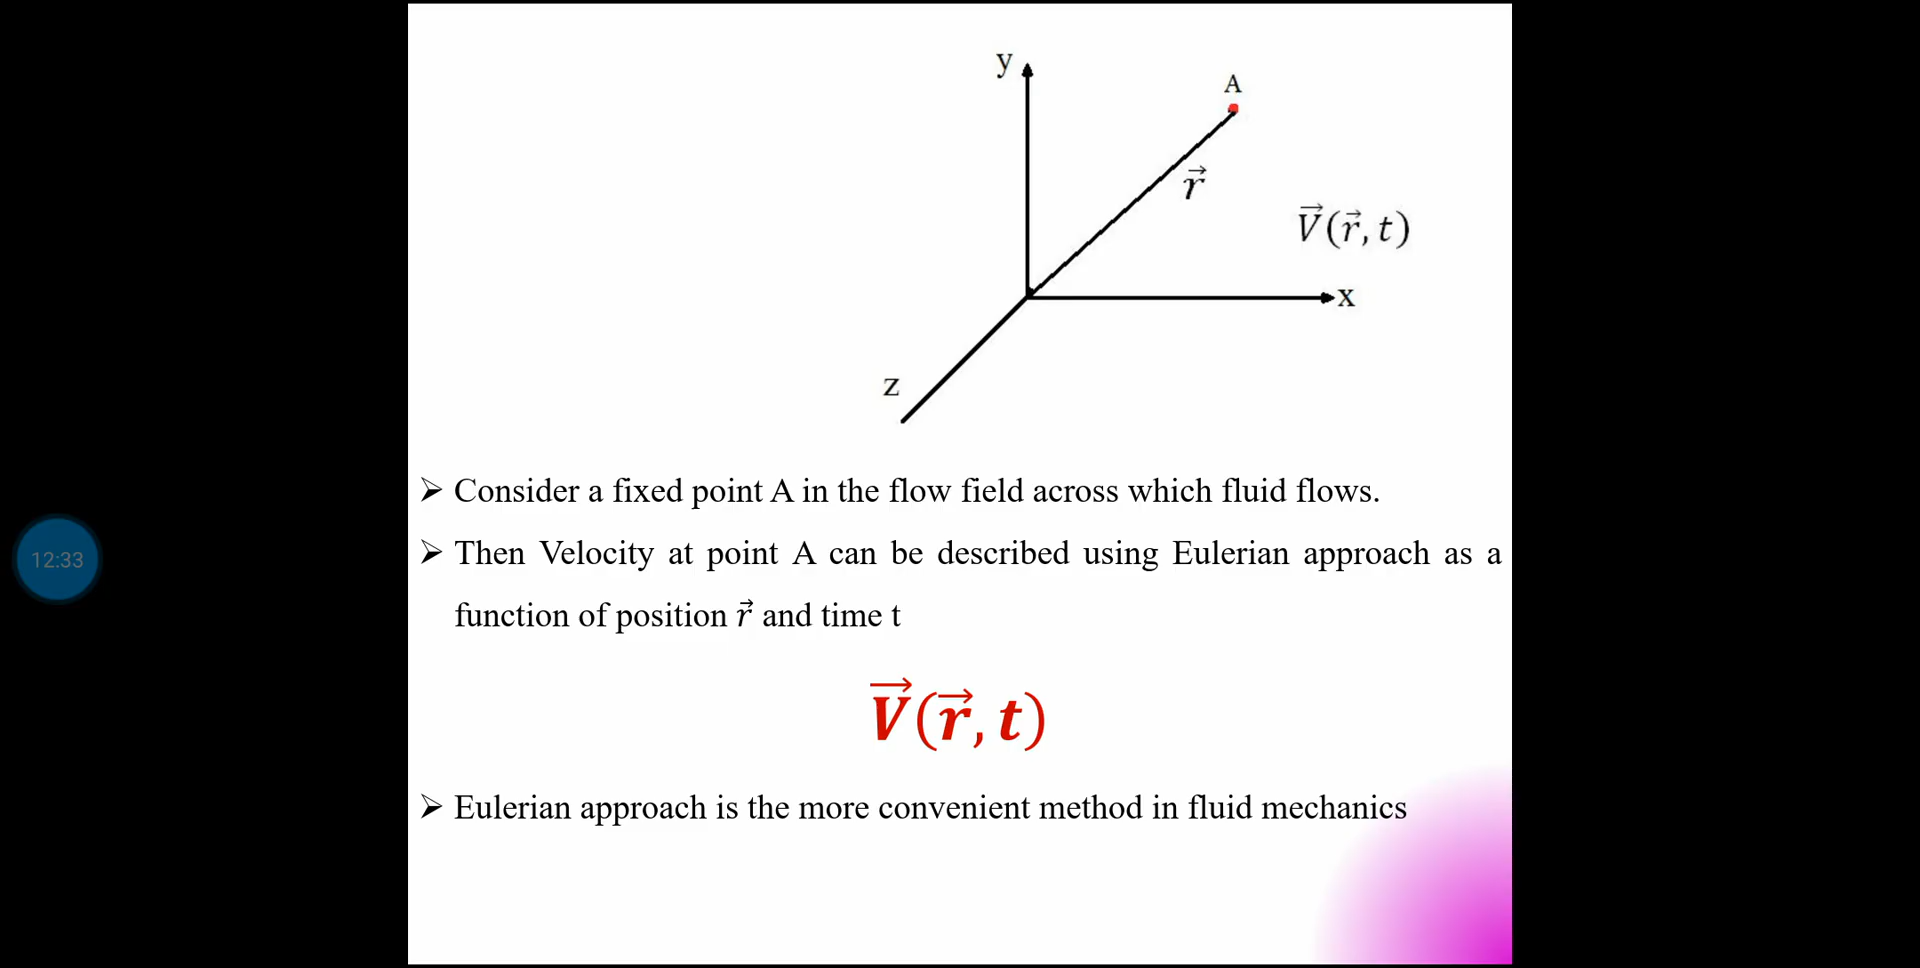 y
A
r⃗
V⃗(r⃗, t)
x
z
12:33
➢ Consider a fixed point A in the flow field across which fluid flows.
➢ Then Velocity at point A can be described using Eulerian approach as a
function of position r⃗ and time t
V⃗(r⃗, t)
➢ Eulerian approach is the more convenient method in fluid mechanics